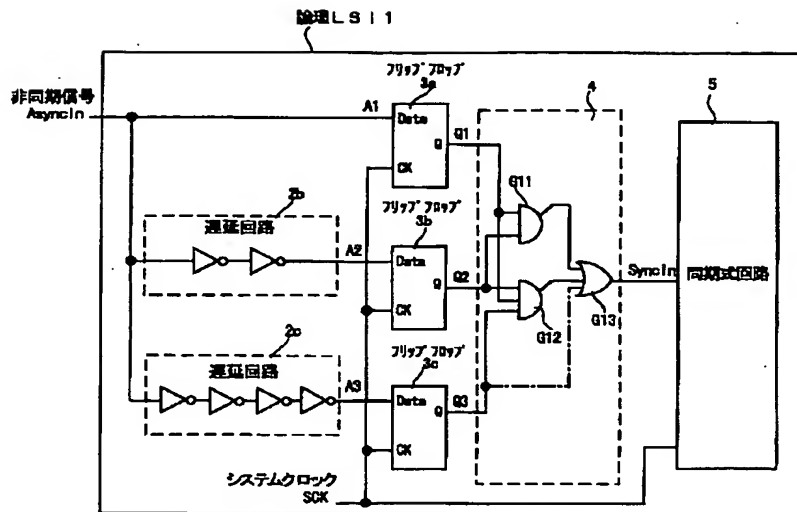 論理LSI 1
非同期信号
AsyncIn
フリップフロップ
3a
A1
Data
Q
Q1
CK
4
5
G11
2b
遅延回路
A2
フリップフロップ
3b
Data
Q
Q2
CK
G12
G13
SyncIn
同期式回路
2c
遅延回路
A3
フリップフロップ
3c
Data
Q
Q3
CK
システムクロック
SCK